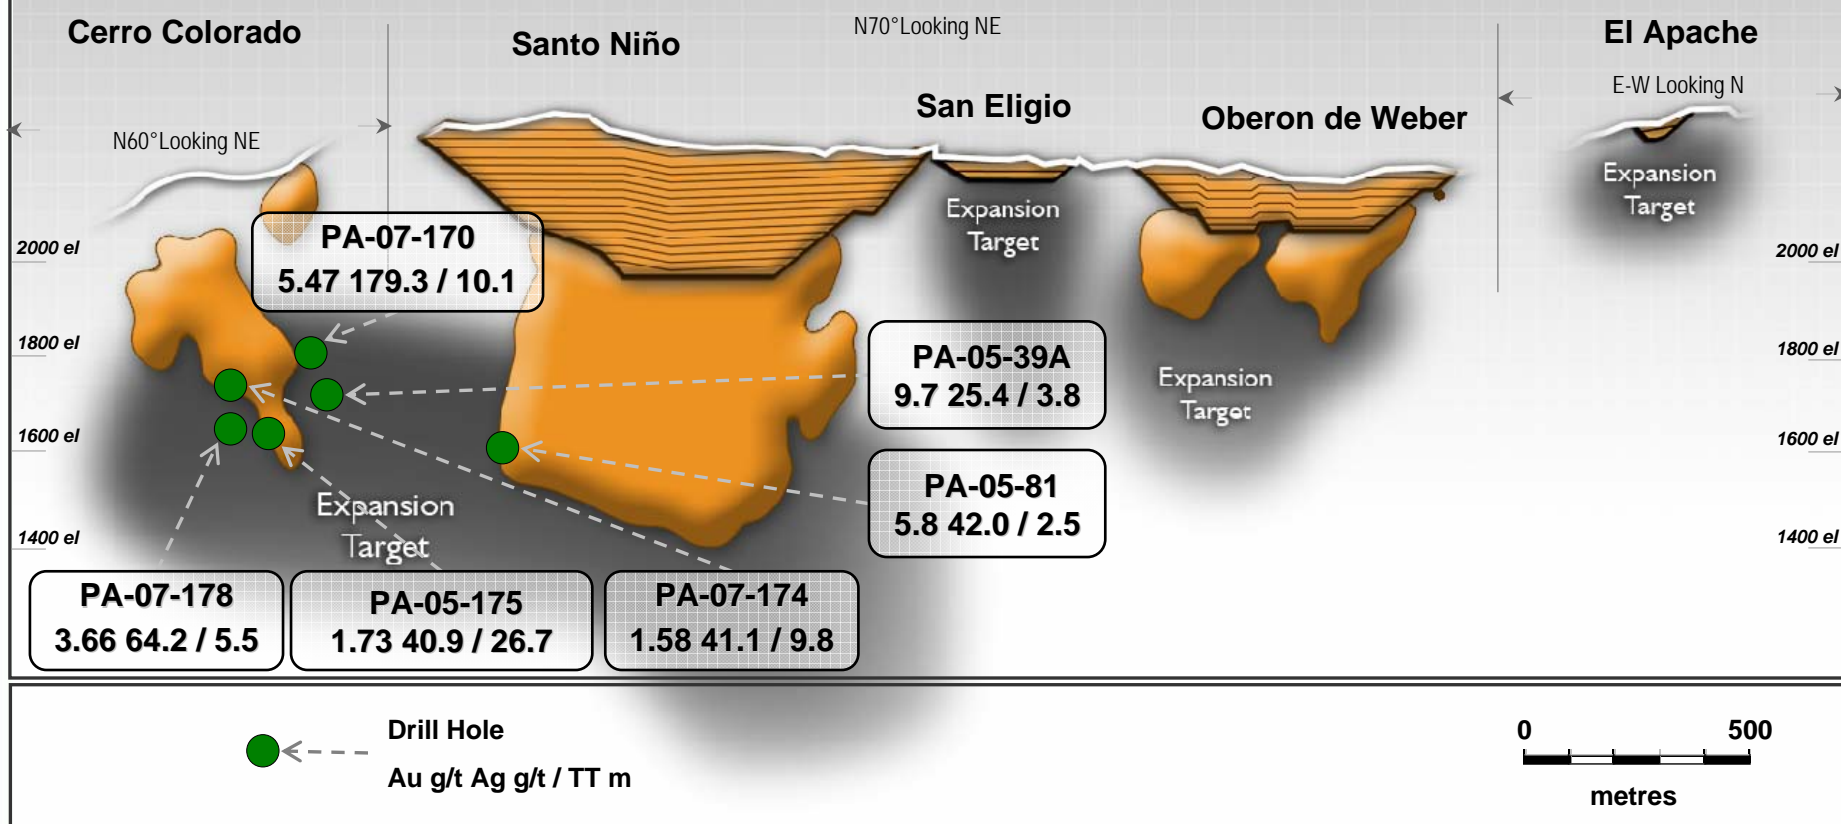 Cerro Colorado
Santo Niño
N70°Looking NE
El Apache
E-W Looking N
San Eligio
Oberon de Weber
N60°Looking NE
Expansion
Target
Expansion
Target
2000 el
2000 el
PA-07-170
5.47 179.3 / 10.1
1800 el
1800 el
PA-05-39A
9.7 25.4 / 3.8
Expansion
Target
1600 el
1600 el
PA-05-81
5.8 42.0 / 2.5
Expansion
Target
1400 el
1400 el
PA-07-178
3.66 64.2 / 5.5
PA-05-175
1.73 40.9 / 26.7
PA-07-174
1.58 41.1 / 9.8
Drill Hole
Au g/t Ag g/t / TT m
0 500
metres